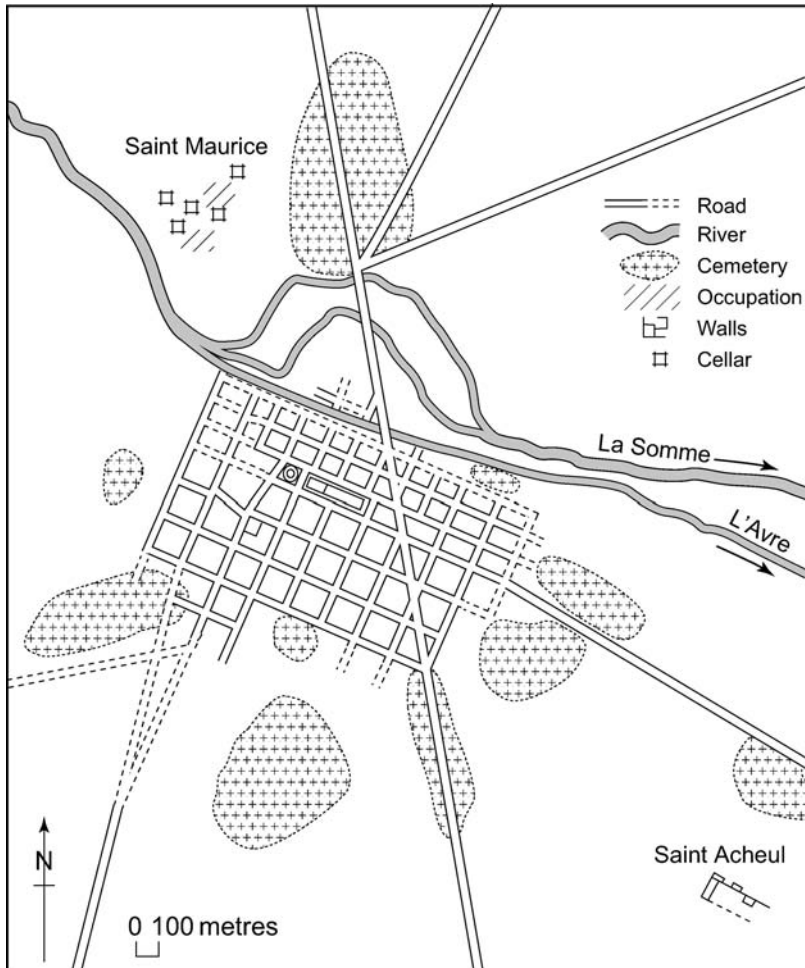 Saint Maurice
Road
River
Cemetery
Occupation
Walls
Cellar
La Somme
L'Avre
Saint Acheul
N
0 100 metres